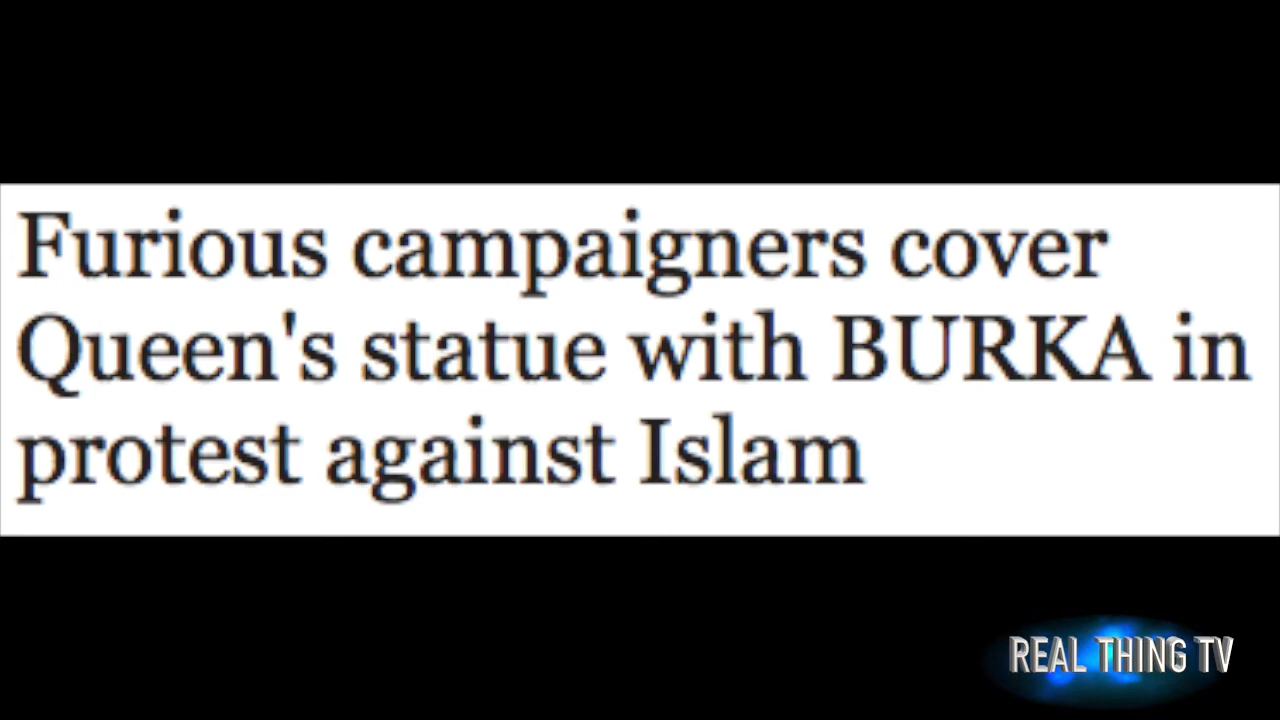 Furious campaigners cover
Queen's statue with BURKA in
protest against Islam
REAL THING TV